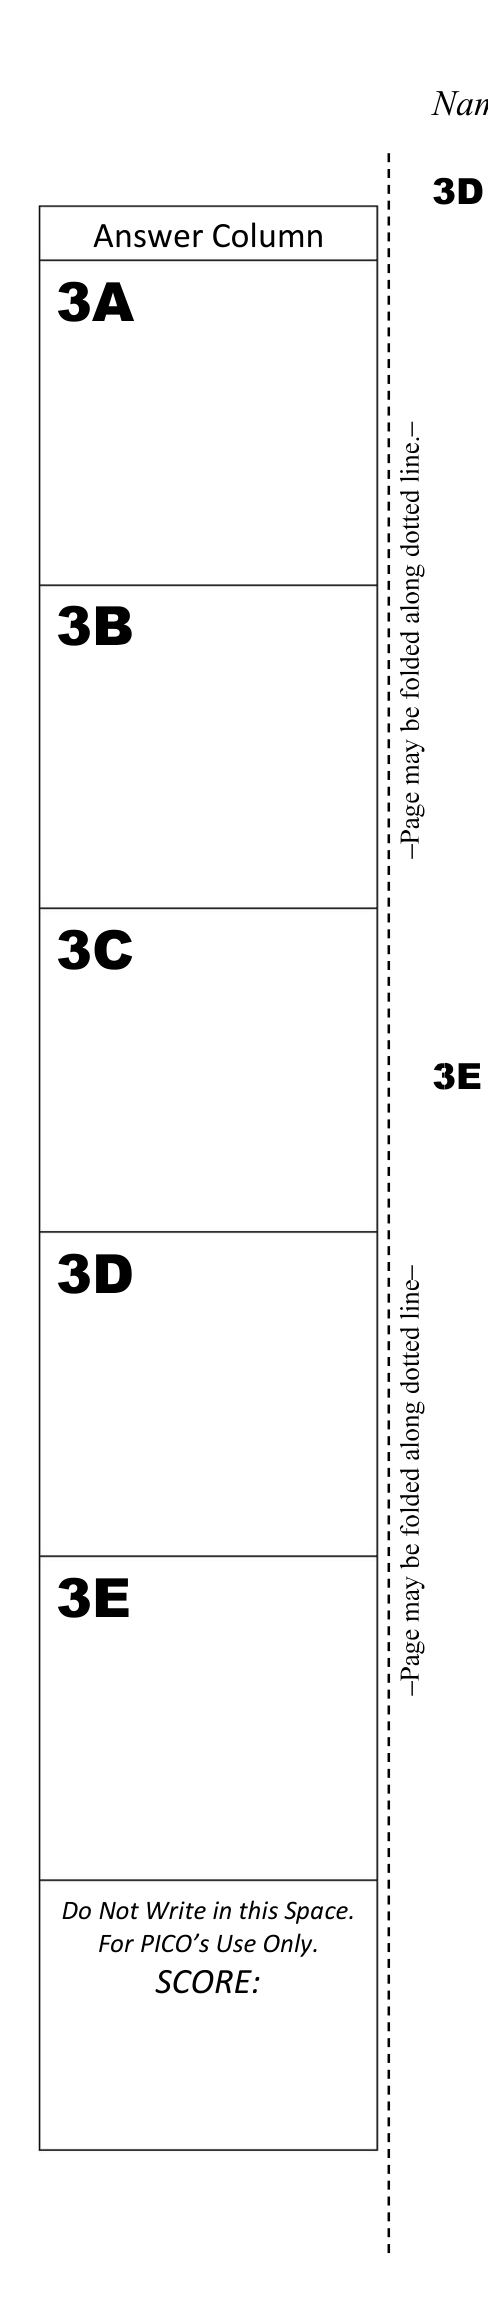 Nam
3D
Answer Column
3A
–Page may be folded along dotted line.–
3B
3C
3E
3D
–Page may be folded along dotted line–
3E
Do Not Write in this Space.
For PICO’s Use Only.
SCORE: